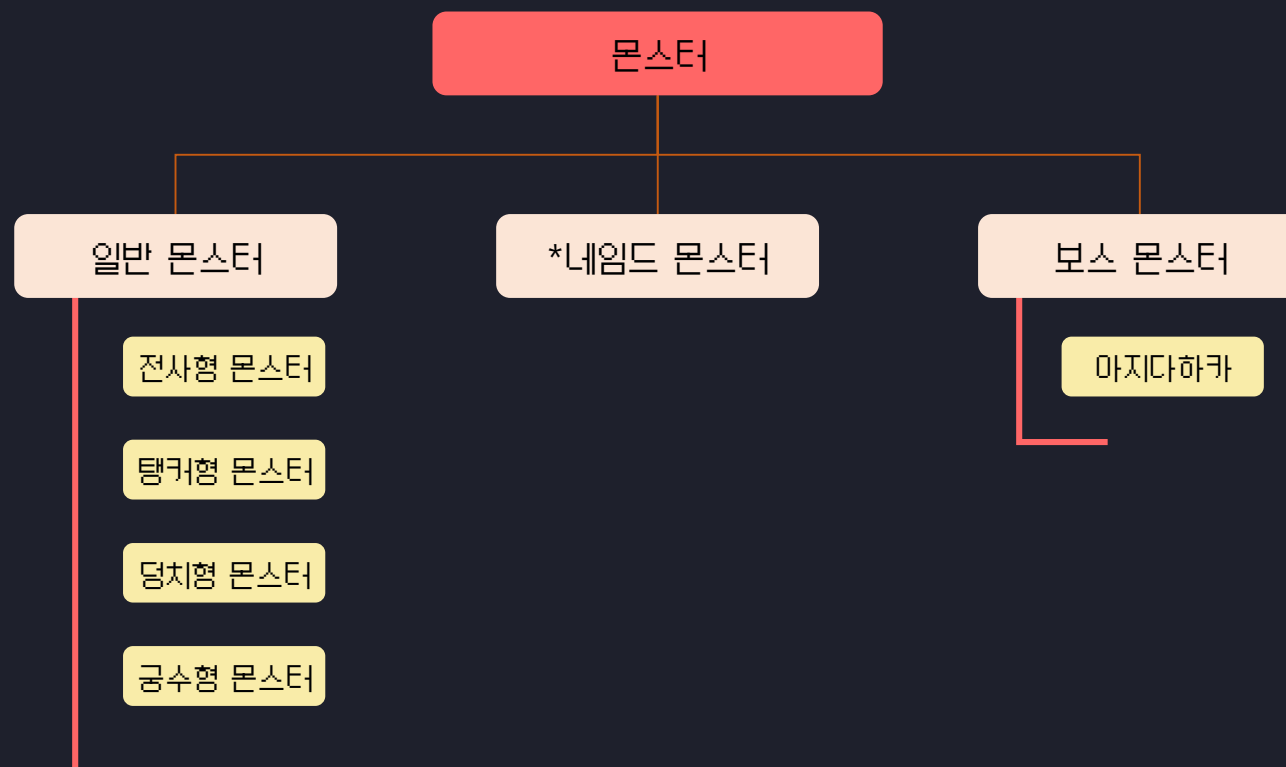 몬스터
일반 몬스터
*네임드 몬스터
보스 몬스터
전사형 몬스터
아지다하카
탱커형 몬스터
덩치형 몬스터
궁수형 몬스터